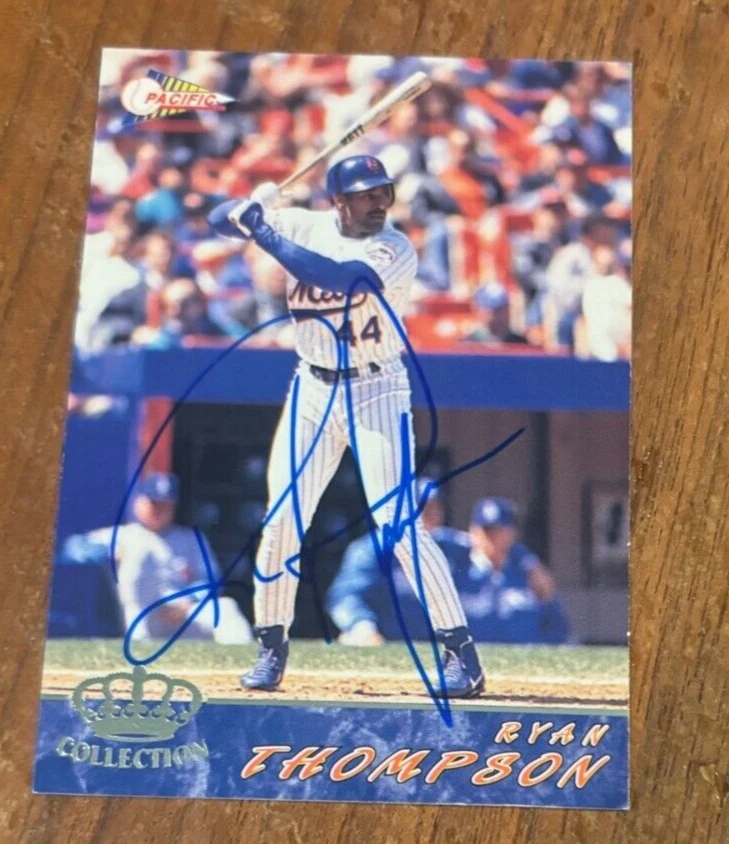 PACIFIC
Mets
44
COLLECTION
RYAN
THOMPSON